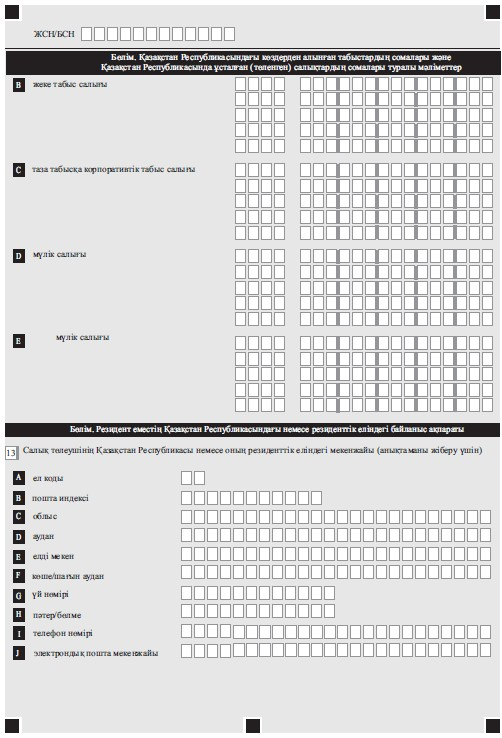 ЖСН/БСН
Бөлім. Қазақстан Республикасындағы көздерден алынған табыстардың сомалары және
Қазақстан Республикасында ұсталған (төленген) салықтардың сомалары туралы мәліметтер
B жеке табыс салығы
C таза табысқа корпоративтік табыс салығы
D мүлік салығы
E мүлік салығы
Бөлім. Резидент еместің Қазақстан Республикасындағы немесе резиденттік еліндегі байланыс ақпараты
13 Салық төлеушінің Қазақстан Республикасы немесе оның резиденттік еліндегі мекенжайы (анықтаманы жіберу үшін)
A ел коды
B пошта индексі
C облыс
D аудан
E елді мекен
F көше/шағын аудан
G үй нөмірі
H пәтер/бөлме
I телефон нөмірі
J электрондық пошта мекенжайы